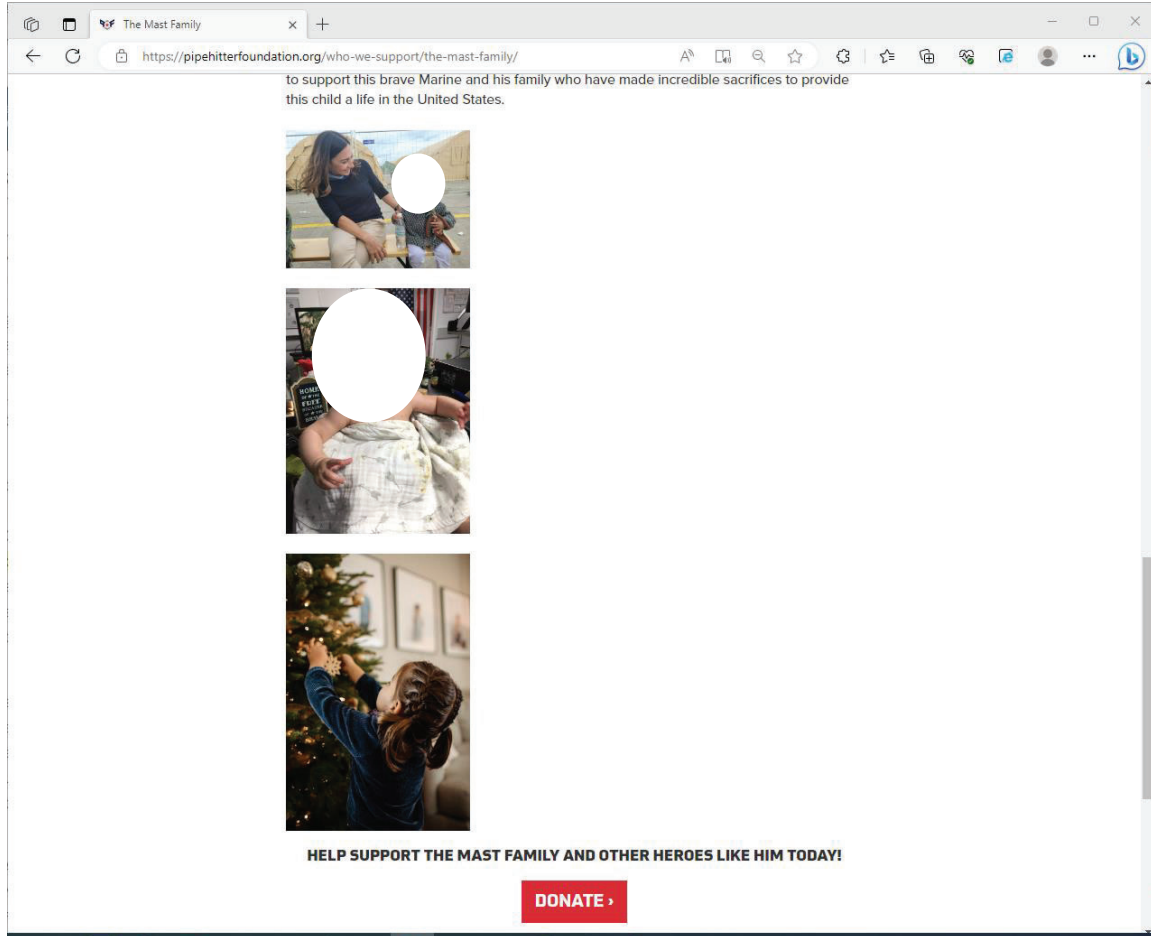 The Mast Family
https://pipehitterfoundation.org/who-we-support/the-mast-family/
to support this brave Marine and his family who have made incredible sacrifices to provide
this child a life in the United States.
HOME
HELP SUPPORT THE MAST FAMILY AND OTHER HEROES LIKE HIM TODAY!
DONATE ›